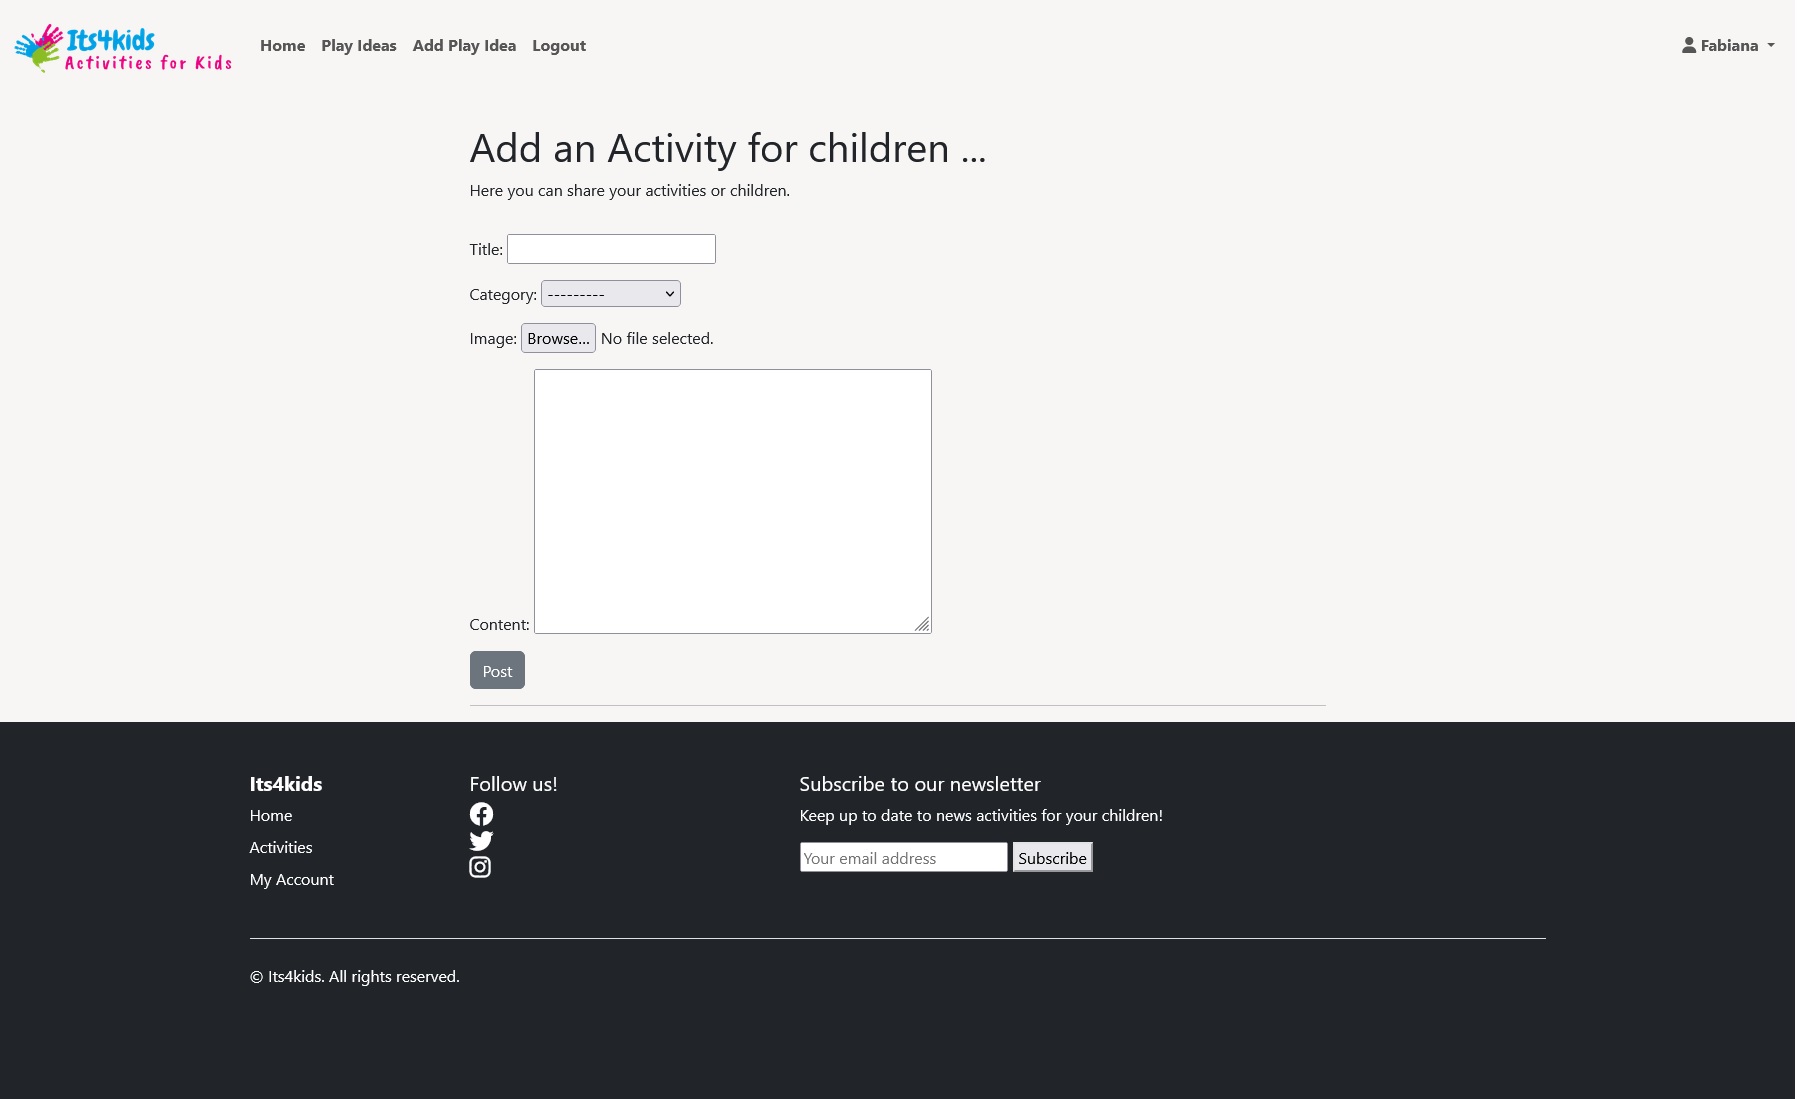 Its4kids
Activities for Kids
Home Play Ideas Add Play Idea Logout
Fabiana
Add an Activity for children ...
Here you can share your activities or children.
Title:
Category: ---------
Image: Browse... No file selected.
Content:
Post
Its4kids
Home
Activities
My Account
Follow us!
Subscribe to our newsletter
Keep up to date to news activities for your children!
Your email address Subscribe
© Its4kids. All rights reserved.